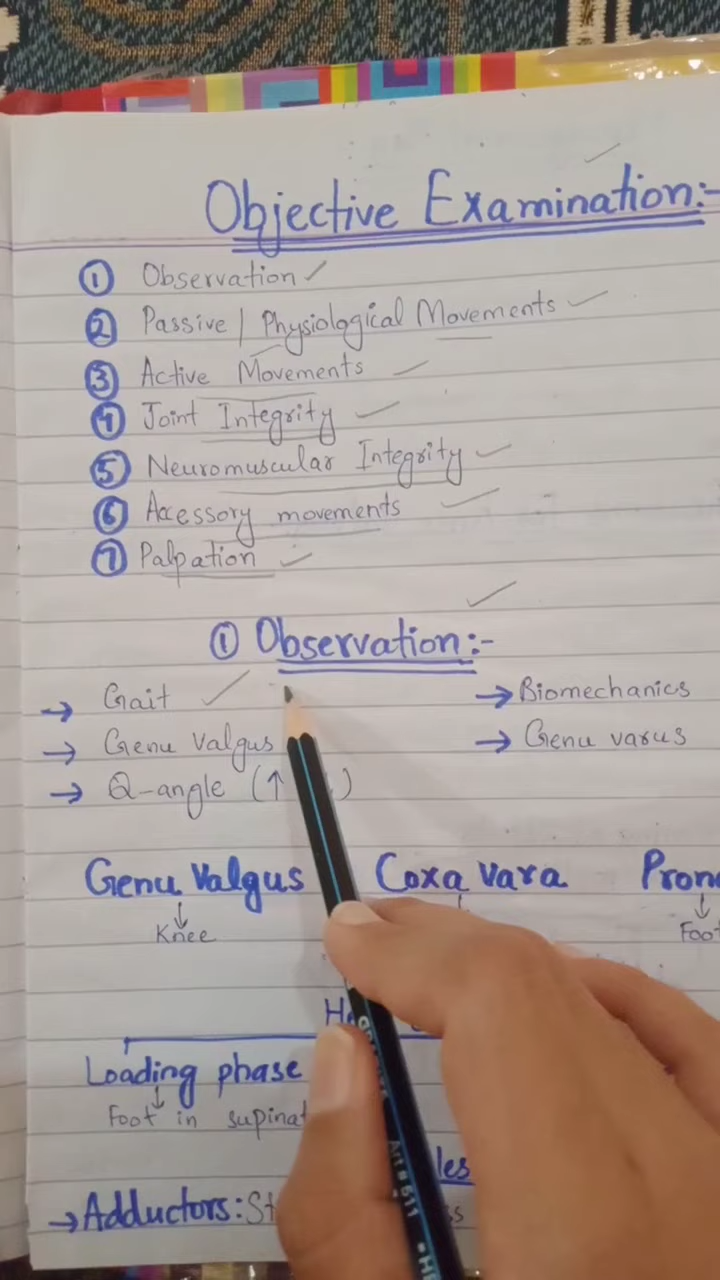 Objective Examination:-
① Observation ✓
② Passive / Physiological Movements ✓
③ Active Movements ✓
④ Joint Integrity ✓
⑤ Neuromuscular Integrity ✓
⑥ Accessory movements ✓
⑦ Palpation ✓
① Observation:-
→ Gait ✓ → Biomechanics
→ Genu Valgus → Genu varus
→ Q-angle (↑ )
Genu Valgus Coxa vara
↓ Knee
Loading phase
↓ Foot in
→ Adductors: